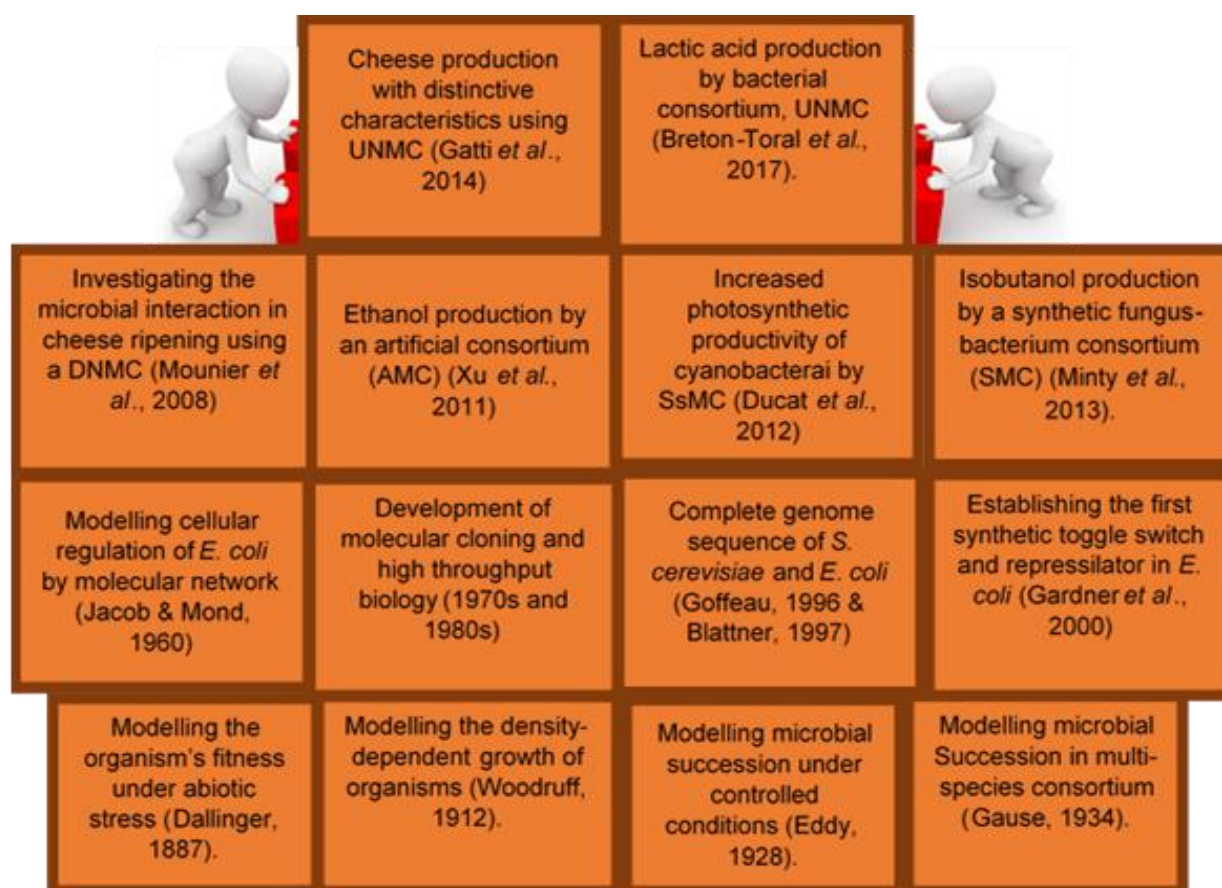 Cheese production
with distinctive
characteristics using
UNMC (Gatti et al.,
2014)
Lactic acid production
by bacterial
consortium, UNMC
(Breton-Toral et al.,
2017).
Investigating the
microbial interaction in
cheese ripening using
a DNMC (Mounier et
al., 2008)
Ethanol production by
an artificial consortium
(AMC) (Xu et al.,
2011)
Increased
photosynthetic
productivity of
cyanobacterai by
SsMC (Ducat et al.,
2012)
Isobutanol production
by a synthetic fungus-
bacterium consortium
(SMC) (Minty et al.,
2013).
Modelling cellular
regulation of E. coli
by molecular network
(Jacob & Mond,
1960)
Development of
molecular cloning and
high throughput
biology (1970s and
1980s)
Complete genome
sequence of S.
cerevisiae and E. coli
(Goffeau, 1996 &
Blattner, 1997)
Establishing the first
synthetic toggle switch
and repressilator in E.
coli (Gardner et al.,
2000)
Modelling the
organism's fitness
under abiotic
stress (Dallinger,
1887).
Modelling the density-
dependent growth of
organisms (Woodruff,
1912).
Modelling microbial
succession under
controlled
conditions (Eddy,
1928).
Modelling microbial
Succession in multi-
species consortium
(Gause, 1934).